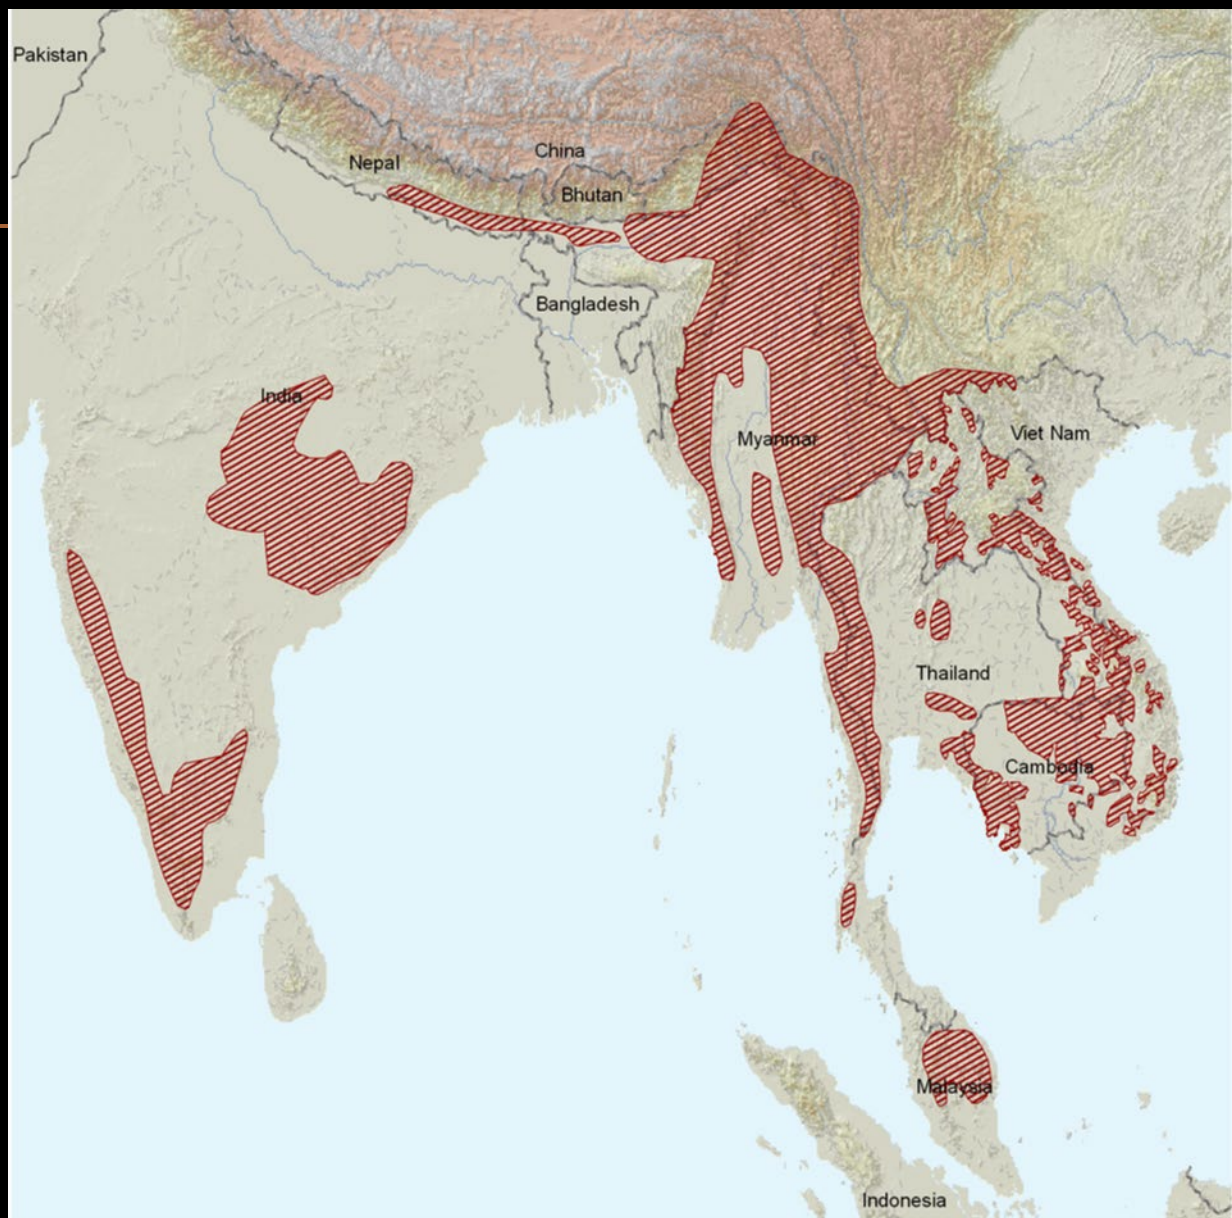 Pakistan
China
Nepal
Bhutan
Bangladesh
India
Viet Nam
Myanmar
Thailand
Cambodia
Malaysia
Indonesia